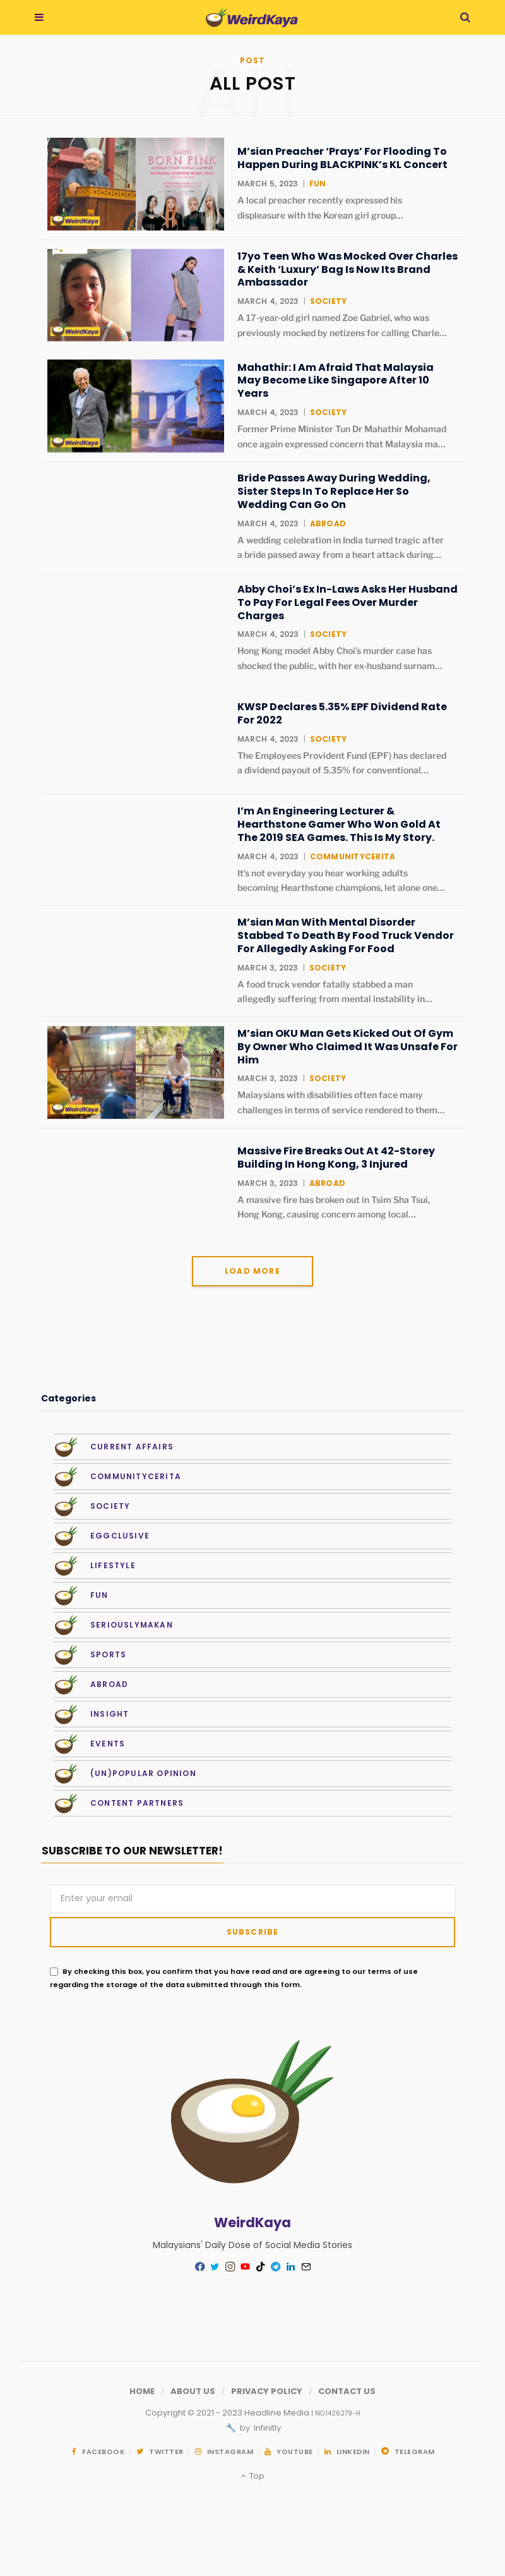 WeirdKaya
POST
ALL POST
BORN PINK
WeirdKaya
M’sian Preacher ‘Prays’ For Flooding To
Happen During BLACKPINK’s KL Concert
MARCH 5, 2023 | FUN
A local preacher recently expressed his
displeasure with the Korean girl group...
WeirdKaya
17yo Teen Who Was Mocked Over Charles
& Keith ‘Luxury’ Bag Is Now Its Brand
Ambassador
MARCH 4, 2023 | SOCIETY
A 17-year-old girl named Zoe Gabriel, who was
previously mocked by netizens for calling Charle...
WeirdKaya
Mahathir: I Am Afraid That Malaysia
May Become Like Singapore After 10
Years
MARCH 4, 2023 | SOCIETY
Former Prime Minister Tun Dr Mahathir Mohamad
once again expressed concern that Malaysia ma...
Bride Passes Away During Wedding,
Sister Steps In To Replace Her So
Wedding Can Go On
MARCH 4, 2023 | ABROAD
A wedding celebration in India turned tragic after
a bride passed away from a heart attack during...
Abby Choi’s Ex In-Laws Asks Her Husband
To Pay For Legal Fees Over Murder
Charges
MARCH 4, 2023 | SOCIETY
Hong Kong model Abby Choi’s murder case has
shocked the public, with her ex-husband surnam...
KWSP Declares 5.35% EPF Dividend Rate
For 2022
MARCH 4, 2023 | SOCIETY
The Employees Provident Fund (EPF) has declared
a dividend payout of 5.35% for conventional...
I’m An Engineering Lecturer &
Hearthstone Gamer Who Won Gold At
The 2019 SEA Games. This Is My Story.
MARCH 4, 2023 | COMMUNITYCERITA
It’s not everyday you hear working adults
becoming Hearthstone champions, let alone one...
M’sian Man With Mental Disorder
Stabbed To Death By Food Truck Vendor
For Allegedly Asking For Food
MARCH 3, 2023 | SOCIETY
A food truck vendor fatally stabbed a man
allegedly suffering from mental instability in...
WeirdKaya
M’sian OKU Man Gets Kicked Out Of Gym
By Owner Who Claimed It Was Unsafe For
Him
MARCH 3, 2023 | SOCIETY
Malaysians with disabilities often face many
challenges in terms of service rendered to them...
Massive Fire Breaks Out At 42-Storey
Building In Hong Kong, 3 Injured
MARCH 3, 2023 | ABROAD
A massive fire has broken out in Tsim Sha Tsui,
Hong Kong, causing concern among local...
LOAD MORE
Categories
CURRENT AFFAIRS
COMMUNITYCERITA
SOCIETY
EGGCLUSIVE
LIFESTYLE
FUN
SERIOUSLYMAKAN
SPORTS
ABROAD
INSIGHT
EVENTS
(UN)POPULAR OPINION
CONTENT PARTNERS
SUBSCRIBE TO OUR NEWSLETTER!
Enter your email
SUBSCRIBE
By checking this box, you confirm that you have read and are agreeing to our terms of use
regarding the storage of the data submitted through this form.
WeirdKaya
Malaysians' Daily Dose of Social Media Stories
HOME / ABOUT US / PRIVACY POLICY / CONTACT US
Copyright © 2021 - 2023 Headline Media | NO.1426279-H
by Infinitly
FACEBOOK / TWITTER / INSTAGRAM / YOUTUBE / LINKEDIN / TELEGRAM
Top